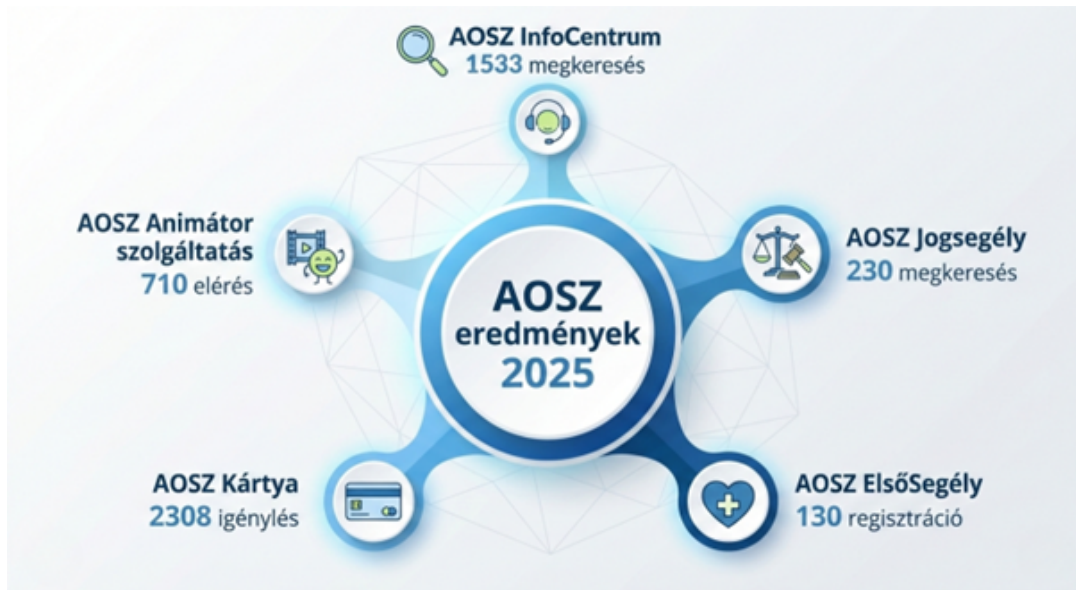 AOSZ InfoCentrum
1533 megkeresés
AOSZ Animátor
szolgáltatás
710 elérés
AOSZ Jogsegély
230 megkeresés
AOSZ
eredmények
2025
AOSZ Kártya
2308 igénylés
AOSZ ElsőSegély
130 regisztráció